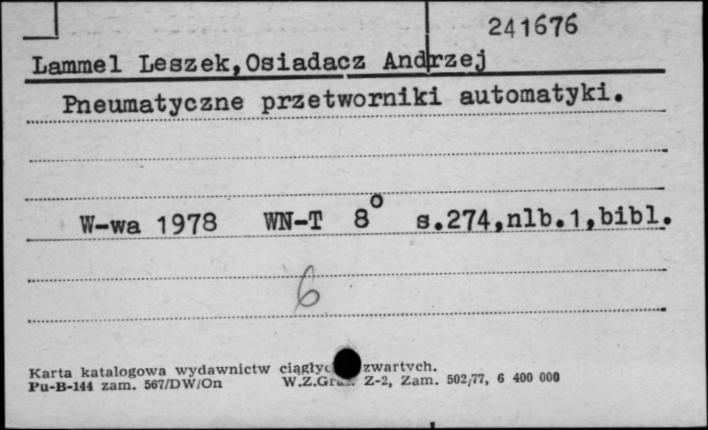 241676
Lammel Leszek,Osiadacz Andrzej
Pneumatyczne przetworniki automatyki.
W-wa 1978 WN-T 8° s.274,nlb.1,bibl.
6
Karta katalogowa wydawnictw zwartych.
Pu-B-144 zam. 567/DW/On W.Z.Graf. Z-2, Zam. 502/77, 6 400 000